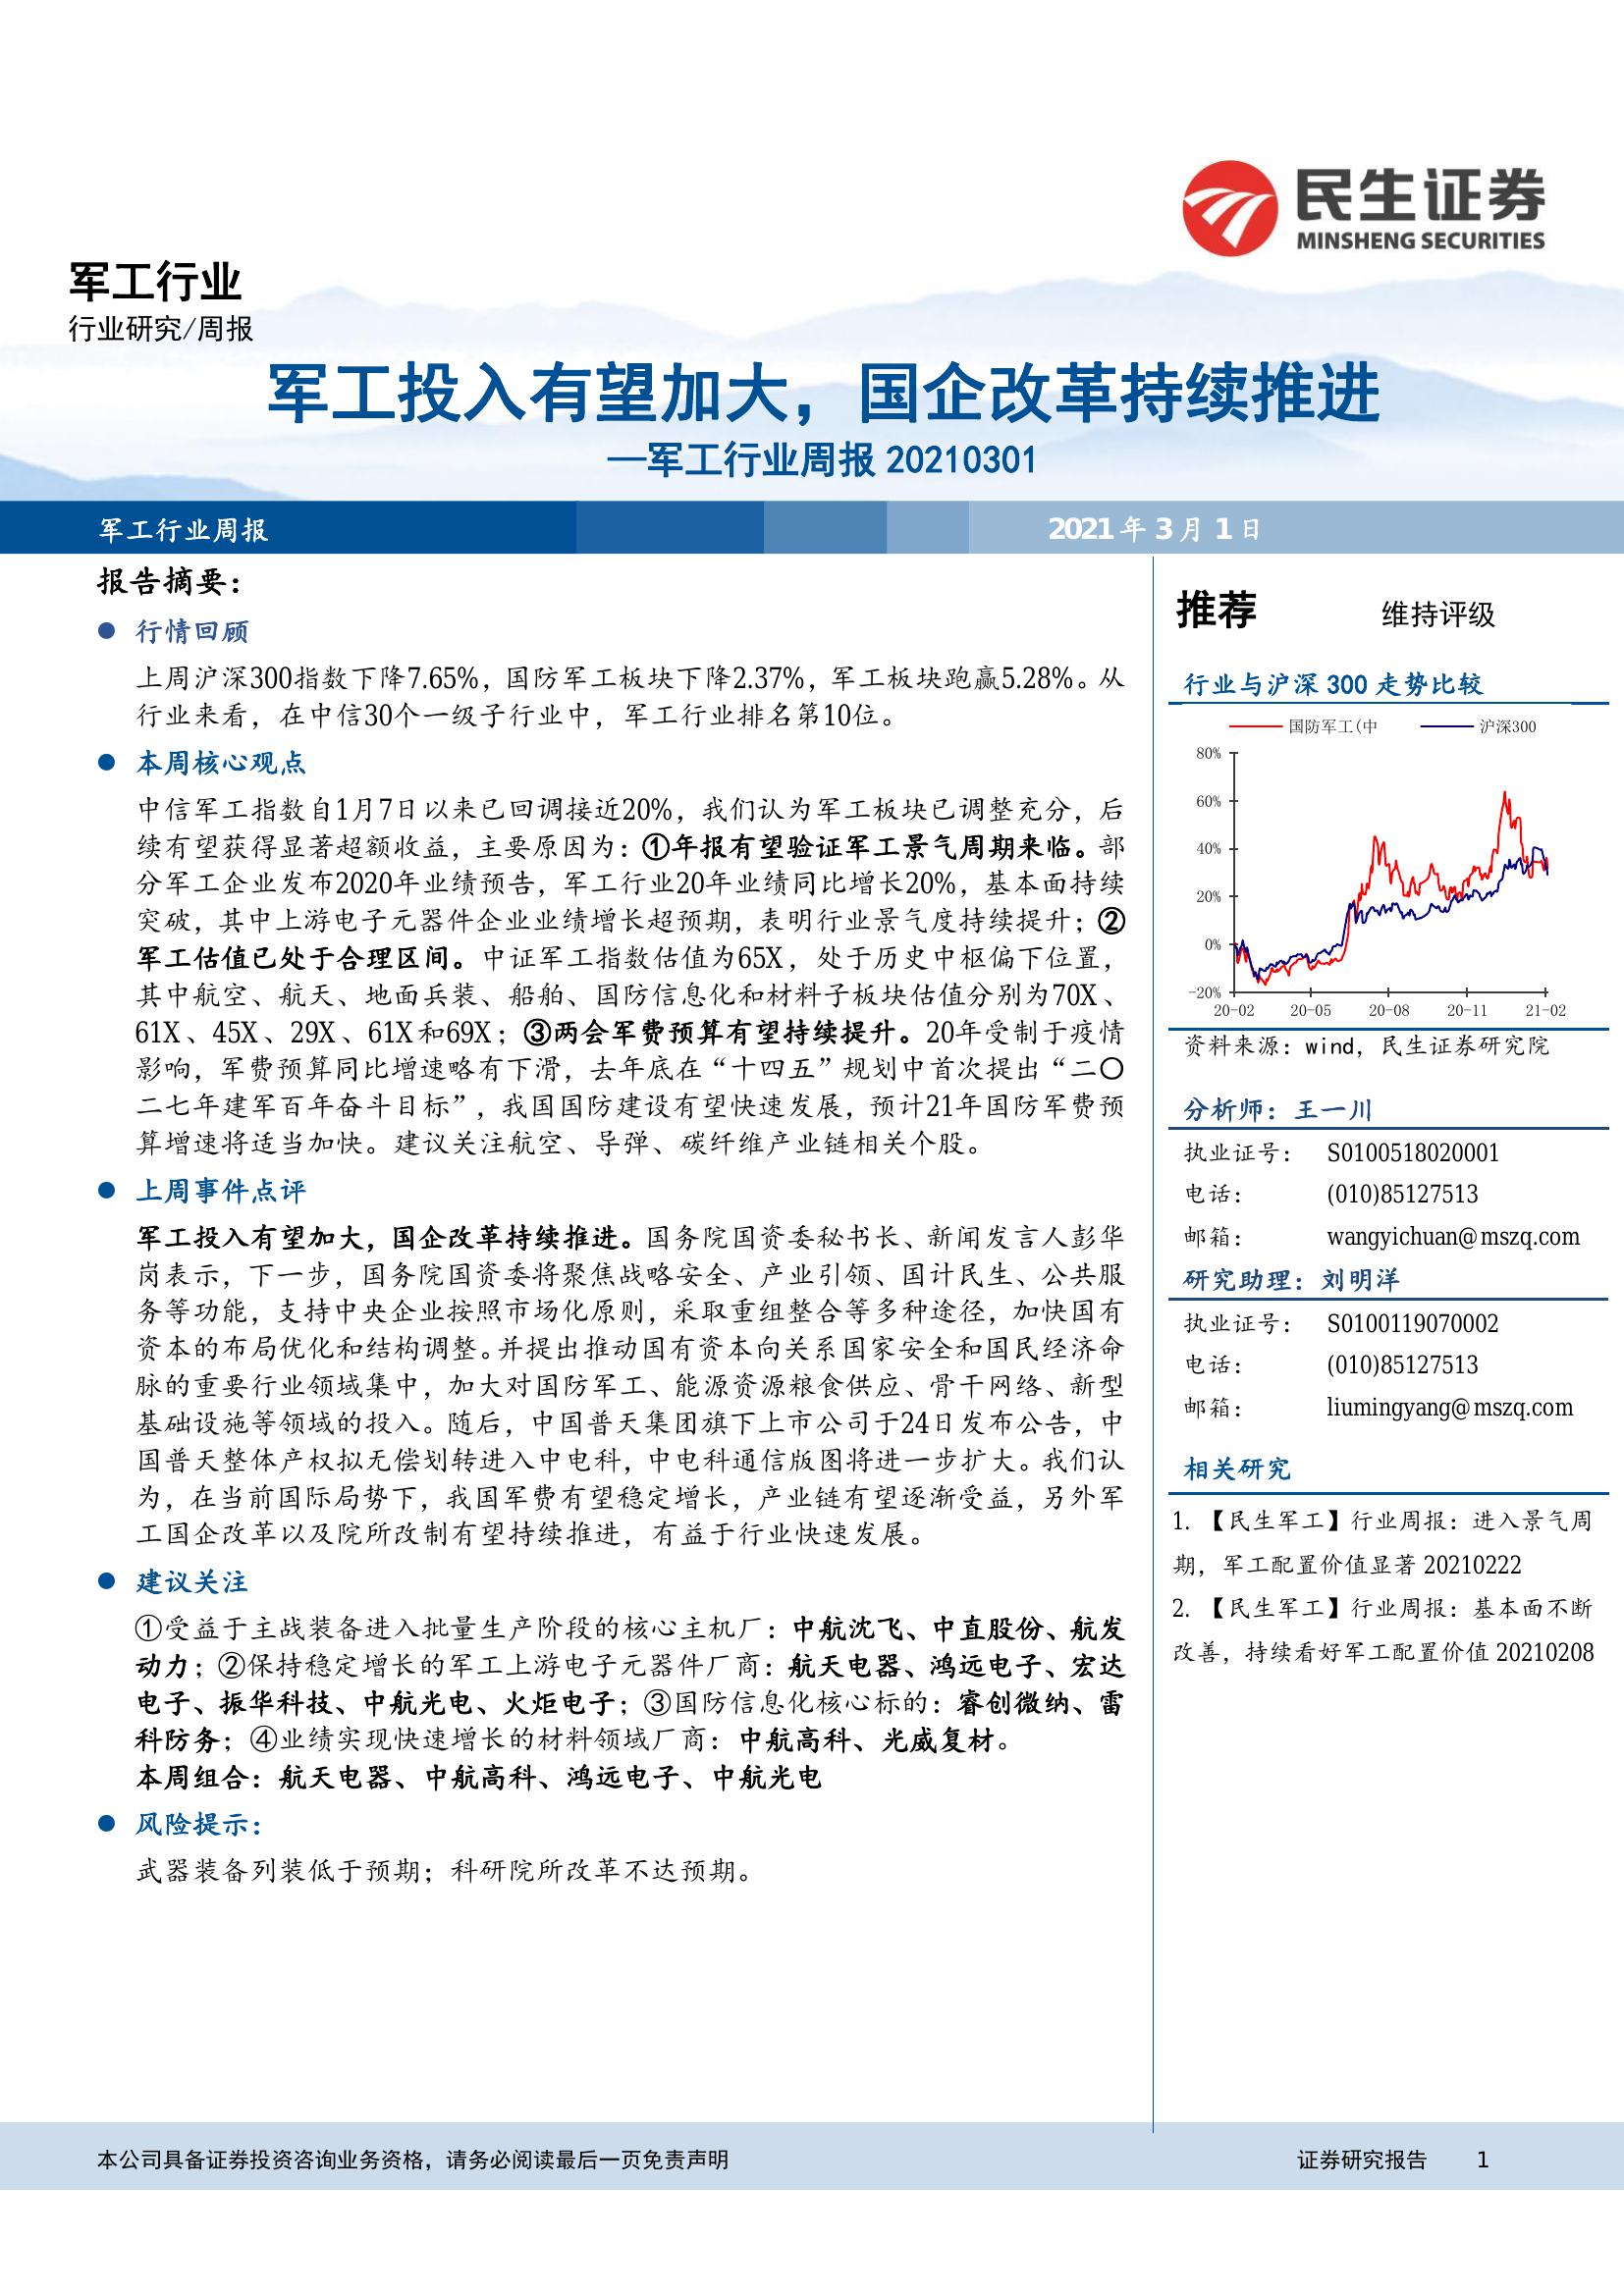 民生证券
MINSHENG SECURITIES
军工行业
行业研究/周报
军工投入有望加大，国企改革持续推进
—军工行业周报 20210301
军工行业周报
2021 年 3 月 1 日
报告摘要：
● 行情回顾
上周沪深300指数下降7.65%，国防军工板块下降2.37%，军工板块跑赢5.28%。从
行业来看，在中信30个一级子行业中，军工行业排名第10位。
● 本周核心观点
中信军工指数自1月7日以来已回调接近20%，我们认为军工板块已调整充分，后
续有望获得显著超额收益，主要原因为：①年报有望验证军工景气周期来临。部
分军工企业发布2020年业绩预告，军工行业20年业绩同比增长20%，基本面持续
突破，其中上游电子元器件企业业绩增长超预期，表明行业景气度持续提升；②
军工估值已处于合理区间。中证军工指数估值为65X，处于历史中枢偏下位置，
其中航空、航天、地面兵装、船舶、国防信息化和材料子板块估值分别为70X、
61X、45X、29X、61X和69X；③两会军费预算有望持续提升。20年受制于疫情
影响，军费预算同比增速略有下滑，去年底在“十四五”规划中首次提出“二〇
二七年建军百年奋斗目标”，我国国防建设有望快速发展，预计21年国防军费预
算增速将适当加快。建议关注航空、导弹、碳纤维产业链相关个股。
● 上周事件点评
军工投入有望加大，国企改革持续推进。国务院国资委秘书长、新闻发言人彭华
岗表示，下一步，国务院国资委将聚焦战略安全、产业引领、国计民生、公共服
务等功能，支持中央企业按照市场化原则，采取重组整合等多种途径，加快国有
资本的布局优化和结构调整。并提出推动国有资本向关系国家安全和国民经济命
脉的重要行业领域集中，加大对国防军工、能源资源粮食供应、骨干网络、新型
基础设施等领域的投入。随后，中国普天集团旗下上市公司于24日发布公告，中
国普天整体产权拟无偿划转进入中电科，中电科通信版图将进一步扩大。我们认
为，在当前国际局势下，我国军费有望稳定增长，产业链有望逐渐受益，另外军
工国企改革以及院所改制有望持续推进，有益于行业快速发展。
● 建议关注
①受益于主战装备进入批量生产阶段的核心主机厂：中航沈飞、中直股份、航发
动力；②保持稳定增长的军工上游电子元器件厂商：航天电器、鸿远电子、宏达
电子、振华科技、中航光电、火炬电子；③国防信息化核心标的：睿创微纳、雷
科防务；④业绩实现快速增长的材料领域厂商：中航高科、光威复材。
本周组合：航天电器、中航高科、鸿远电子、中航光电
● 风险提示：
武器装备列装低于预期；科研院所改革不达预期。
推荐 维持评级
行业与沪深 300 走势比较
国防军工(中 沪深300
80%
60%
40%
20%
0%
-20%
20-02 20-05 20-08 20-11 21-02
资料来源：wind，民生证券研究院
分析师：王一川
执业证号： S0100518020001
电话： (010)85127513
邮箱： wangyichuan@mszq.com
研究助理：刘明洋
执业证号： S0100119070002
电话： (010)85127513
邮箱： liumingyang@mszq.com
相关研究
1. 【民生军工】行业周报：进入景气周
期，军工配置价值显著 20210222
2. 【民生军工】行业周报：基本面不断
改善，持续看好军工配置价值 20210208
本公司具备证券投资咨询业务资格，请务必阅读最后一页免责声明
证券研究报告 1